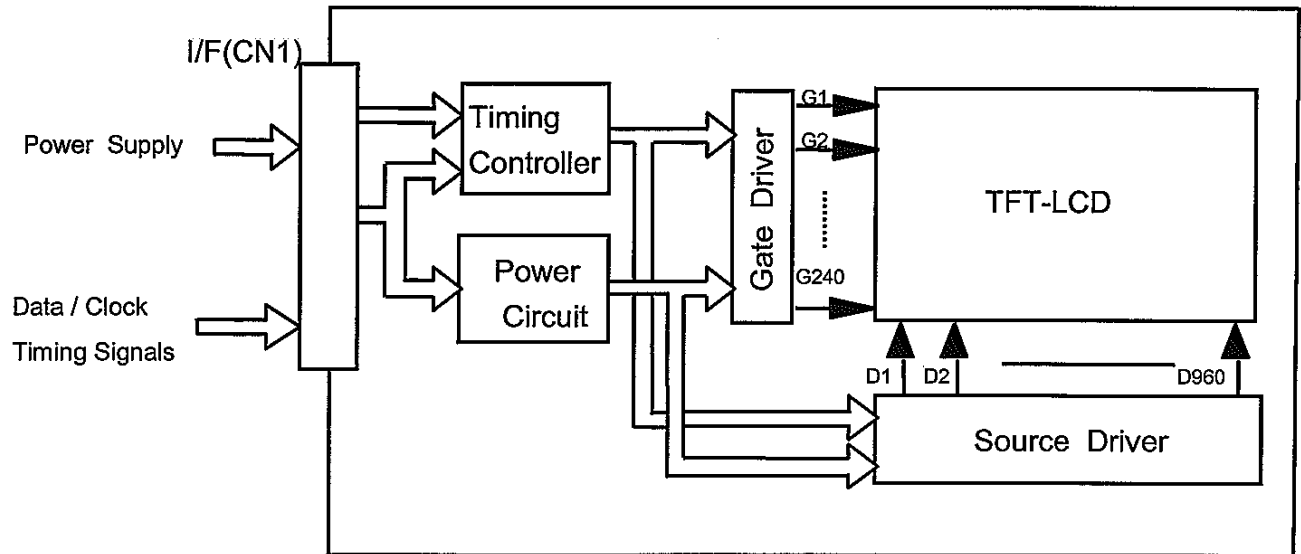 I/F(CN1)
Power Supply
Data / Clock
Timing Signals
Timing
Controller
Power
Circuit
Gate Driver
G1
G2
G240
TFT-LCD
D1
D2
D960
Source Driver